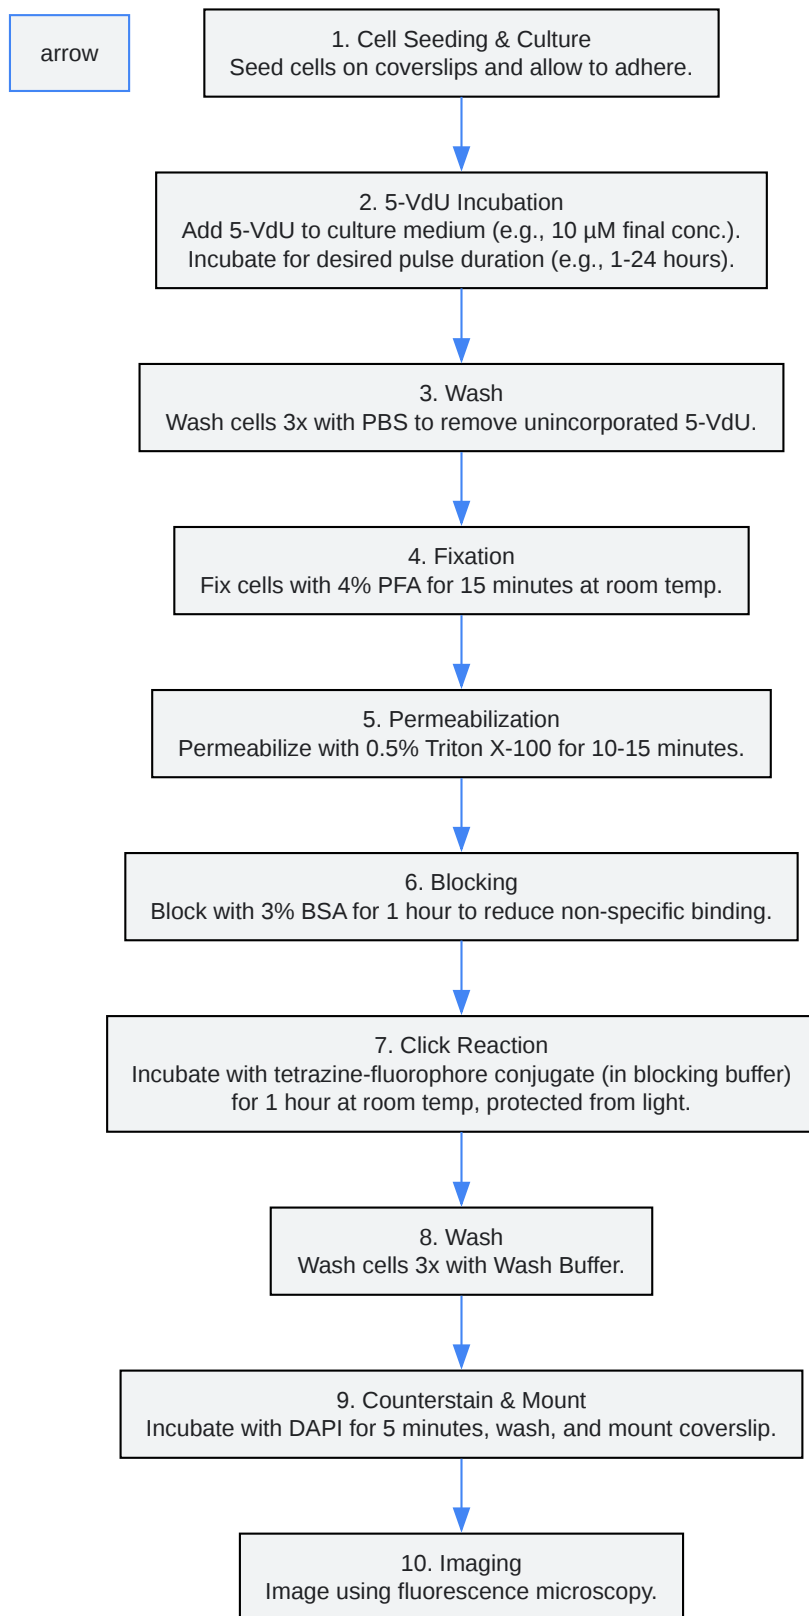 arrow
1. Cell Seeding & Culture
Seed cells on coverslips and allow to adhere.
2. 5-VdU Incubation
Add 5-VdU to culture medium (e.g., 10 µM final conc.).
Incubate for desired pulse duration (e.g., 1-24 hours).
3. Wash
Wash cells 3x with PBS to remove unincorporated 5-VdU.
4. Fixation
Fix cells with 4% PFA for 15 minutes at room temp.
5. Permeabilization
Permeabilize with 0.5% Triton X-100 for 10-15 minutes.
6. Blocking
Block with 3% BSA for 1 hour to reduce non-specific binding.
7. Click Reaction
Incubate with tetrazine-fluorophore conjugate (in blocking buffer)
for 1 hour at room temp, protected from light.
8. Wash
Wash cells 3x with Wash Buffer.
9. Counterstain & Mount
Incubate with DAPI for 5 minutes, wash, and mount coverslip.
10. Imaging
Image using fluorescence microscopy.